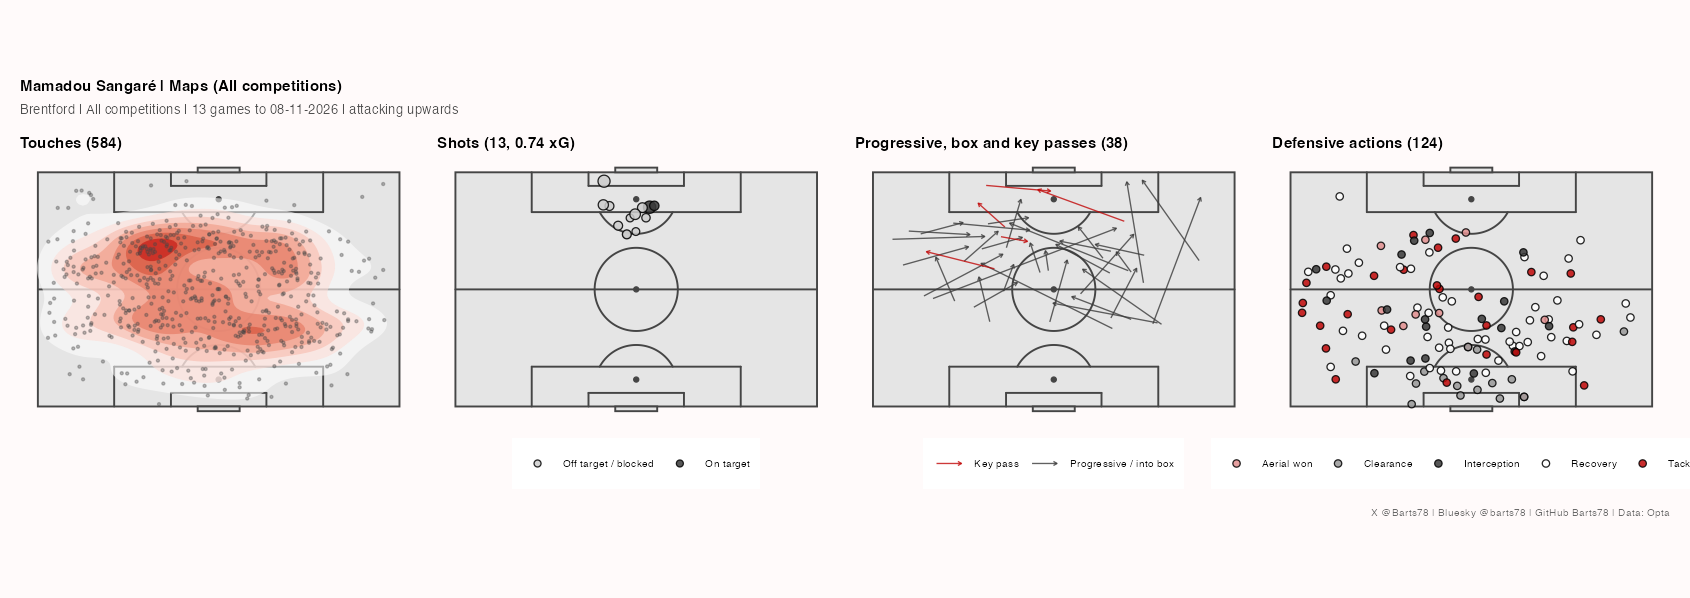 Mamadou Sangaré | Maps (All competitions)
Brentford | All competitions | 13 games to 08-11-2026 | attacking upwards
Touches (584)
Shots (13, 0.74 xG)
Progressive, box and key passes (38)
Defensive actions (124)
Off target / blocked
On target
Key pass
Progressive / into box
Aerial won
Clearance
Interception
Recovery
Tack
X @Barts78 | Bluesky @barts78 | GitHub Barts78 | Data: Opta